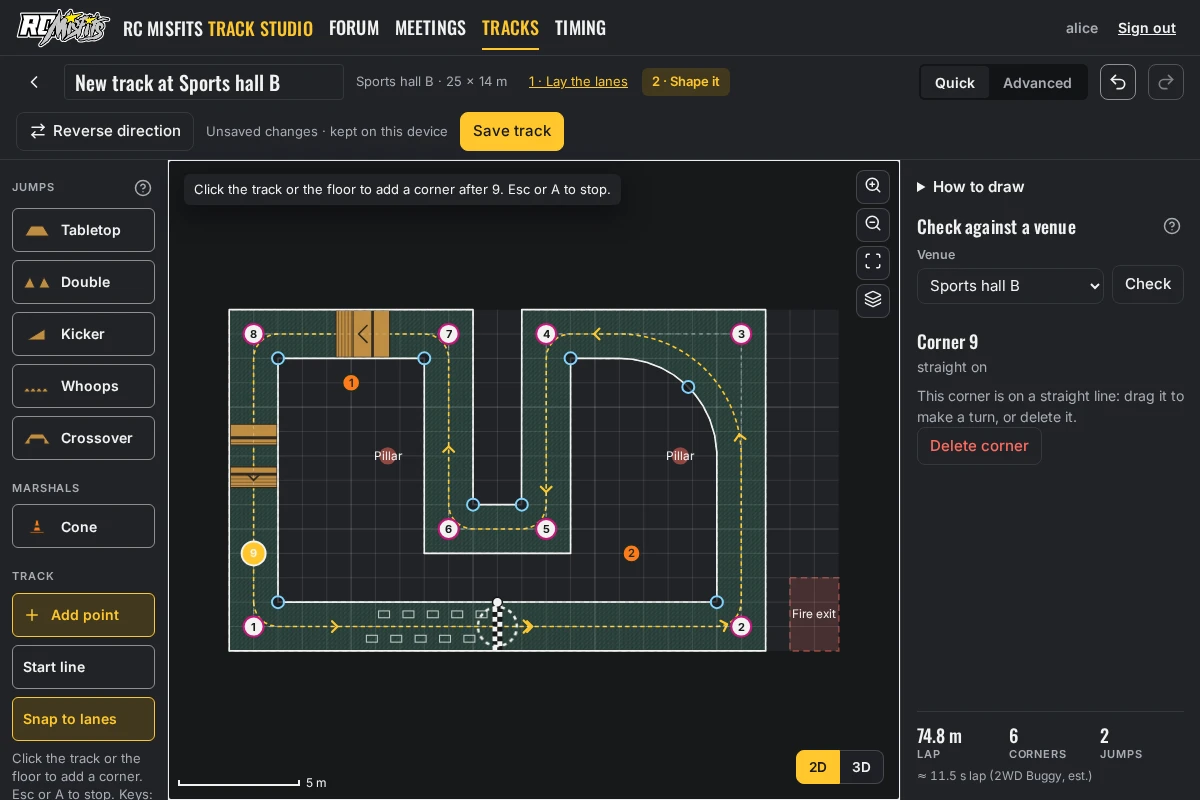 RC Misfits
RC MISFITS TRACK STUDIO
FORUM
MEETINGS
TRACKS
TIMING
alice
Sign out
New track at Sports hall B
Sports hall B · 25 × 14 m
1 · Lay the lanes
2 · Shape it
Quick
Advanced
Reverse direction
Unsaved changes · kept on this device
Save track
JUMPS
Tabletop
Double
Kicker
Whoops
Crossover
MARSHALS
Cone
TRACK
Add point
Start line
Snap to lanes
Click the track or the
floor to add a corner.
Esc or A to stop. Keys:
Click the track or the floor to add a corner after 9. Esc or A to stop.
8
7
4
3
1
Pillar
Pillar
6
5
9
2
1
2
Fire exit
5 m
2D
3D
How to draw
Check against a venue
Venue
Sports hall B
Check
Corner 9
straight on
This corner is on a straight line: drag it to
make a turn, or delete it.
Delete corner
74.8 m
LAP
6
CORNERS
2
JUMPS
≈ 11.5 s lap (2WD Buggy, est.)